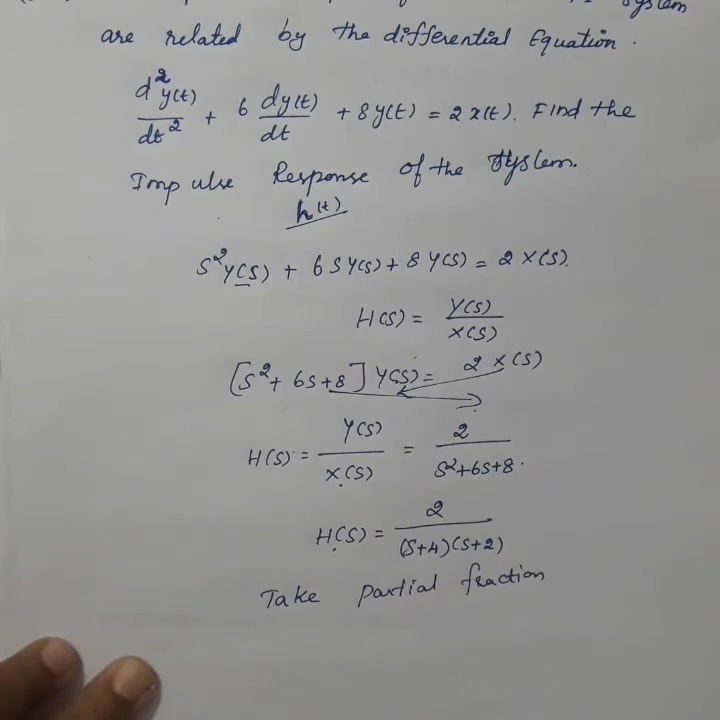 System
are related by the differential Equation.
d²y(t)/dt² + 6 dy(t)/dt + 8y(t) = 2x(t). Find the
Impulse Response of the System.
h(t)
S²Y(S) + 6SY(S) + 8Y(S) = 2X(S).
H(S) = Y(S)/X(S)
[S² + 6S+8] Y(S) = 2X(S)
H(S) = Y(S)/X(S) = 2/S²+6S+8.
H(S) = 2/(S+4)(S+2)
Take partial fraction